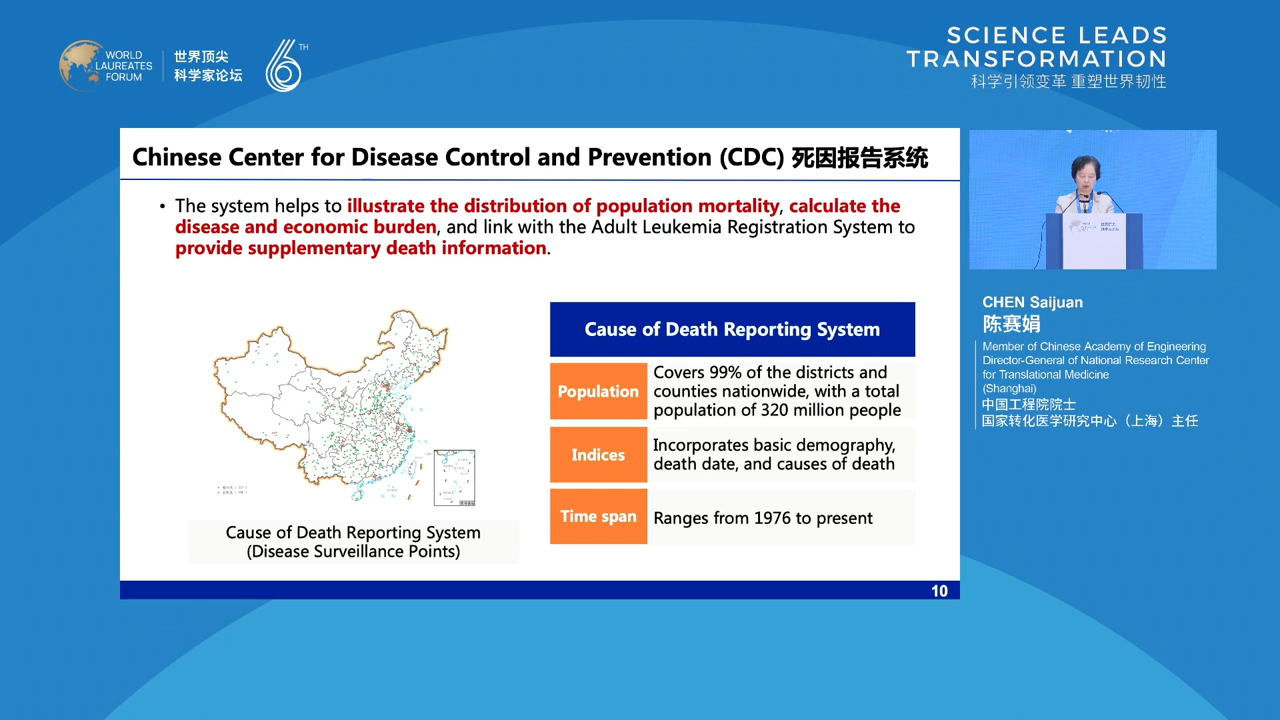 WORLD
LAUREATES
FORUM
世界顶尖
科学家论坛
6TH
SCIENCE LEADS
TRANSFORMATION
科学引领变革 重塑世界韧性
Chinese Center for Disease Control and Prevention (CDC) 死因报告系统
• The system helps to illustrate the distribution of population mortality, calculate the
disease and economic burden, and link with the Adult Leukemia Registration System to
provide supplementary death information.
Cause of Death Reporting System
(Disease Surveillance Points)
Cause of Death Reporting System
Population
Covers 99% of the districts and
counties nationwide, with a total
population of 320 million people
Indices
Incorporates basic demography,
death date, and causes of death
Time span
Ranges from 1976 to present
10
CHEN Saijuan
陈赛娟
Member of Chinese Academy of Engineering
Director-General of National Research Center
for Translational Medicine
(Shanghai)
中国工程院院士
国家转化医学研究中心（上海）主任